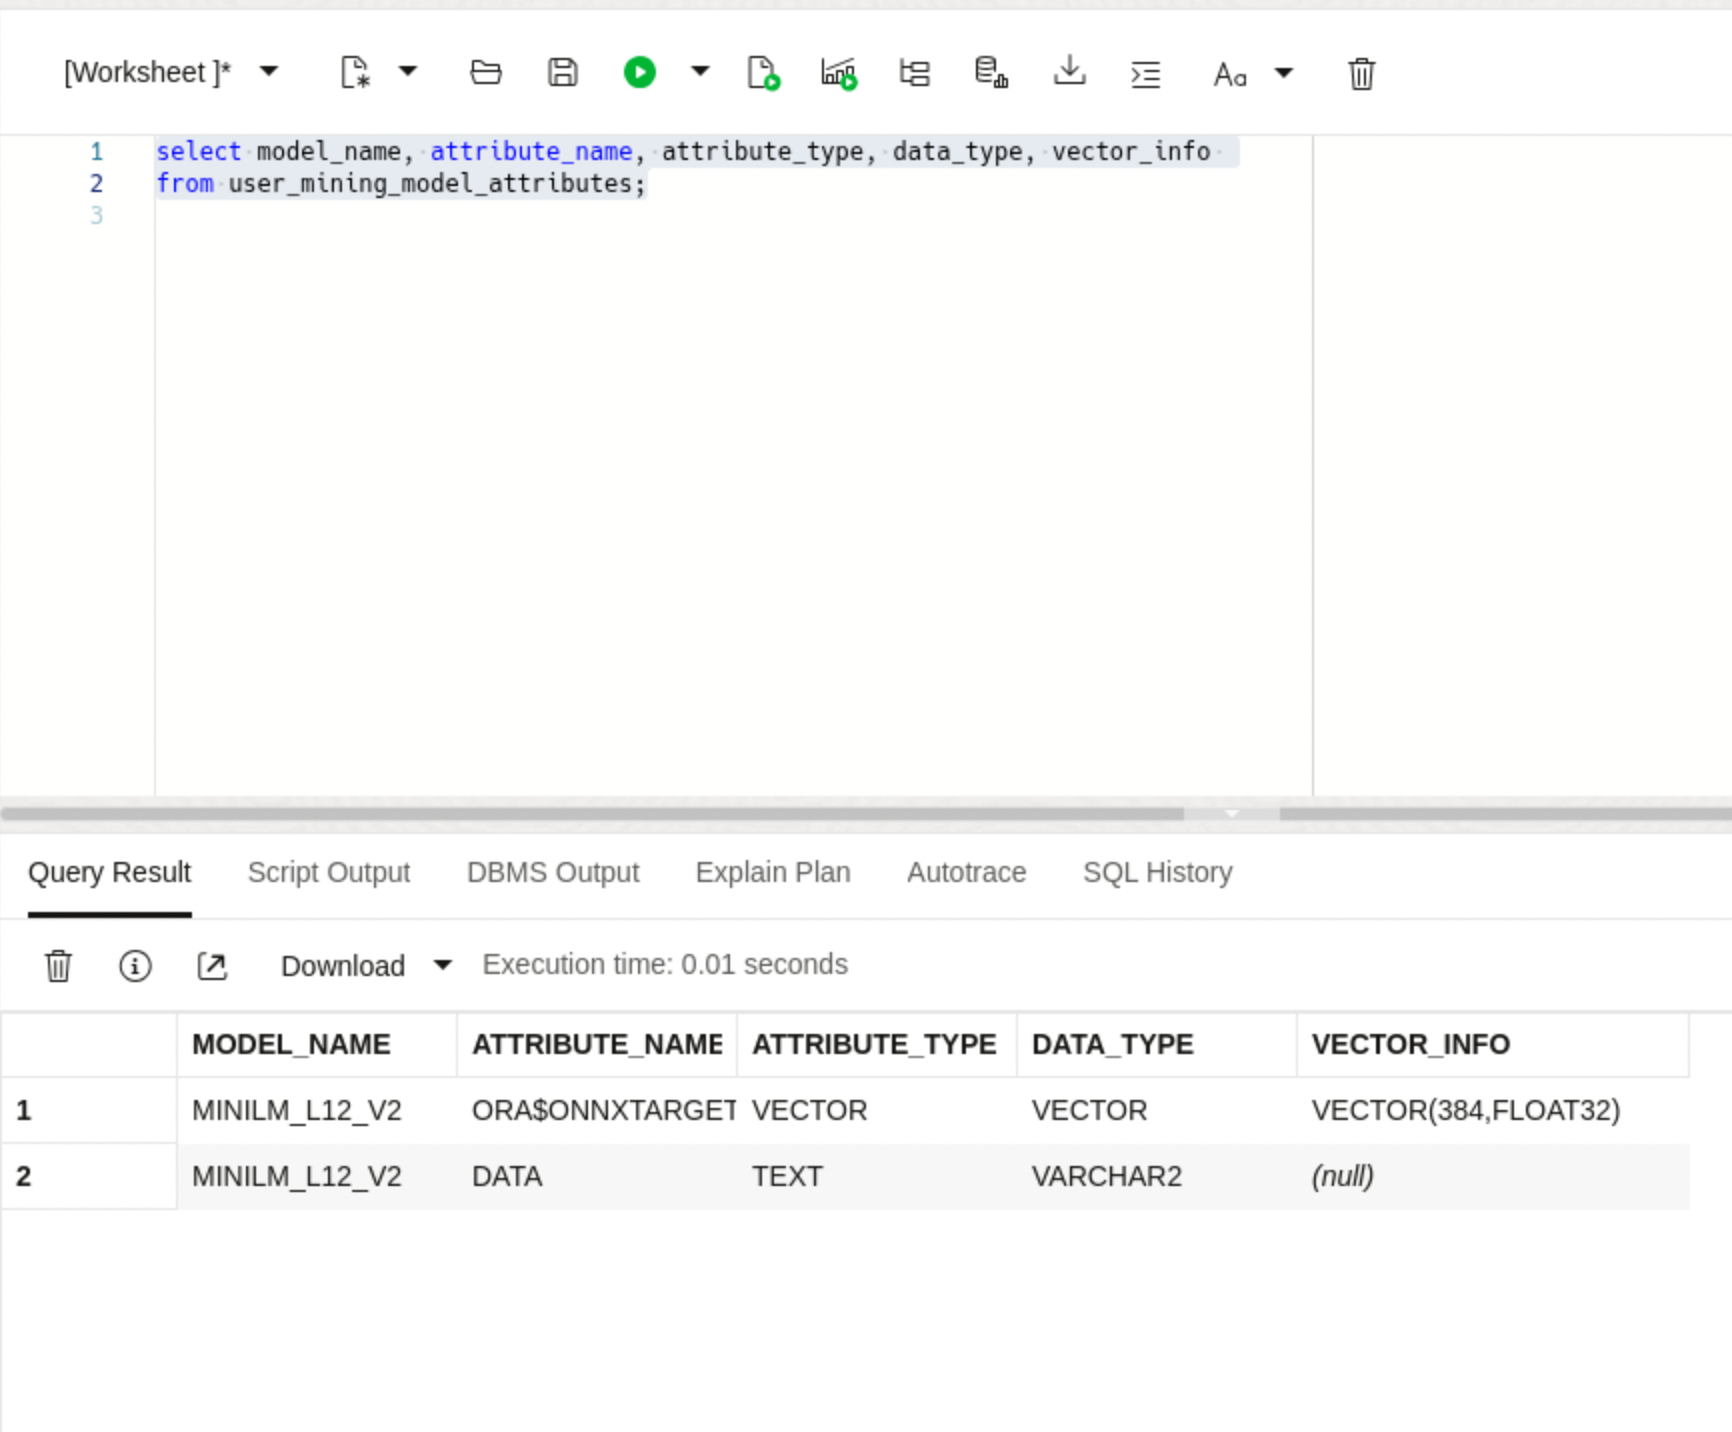 [Worksheet ]*
Aa
1 select model_name, attribute_name, attribute_type, data_type, vector_info
2 from user_mining_model_attributes;
3
Query Result Script Output DBMS Output Explain Plan Autotrace SQL History
Download Execution time: 0.01 seconds
MODEL_NAME ATTRIBUTE_NAME ATTRIBUTE_TYPE DATA_TYPE VECTOR_INFO
1 MINILM_L12_V2 ORA$ONNXTARGET VECTOR VECTOR VECTOR(384,FLOAT32)
2 MINILM_L12_V2 DATA TEXT VARCHAR2 (null)